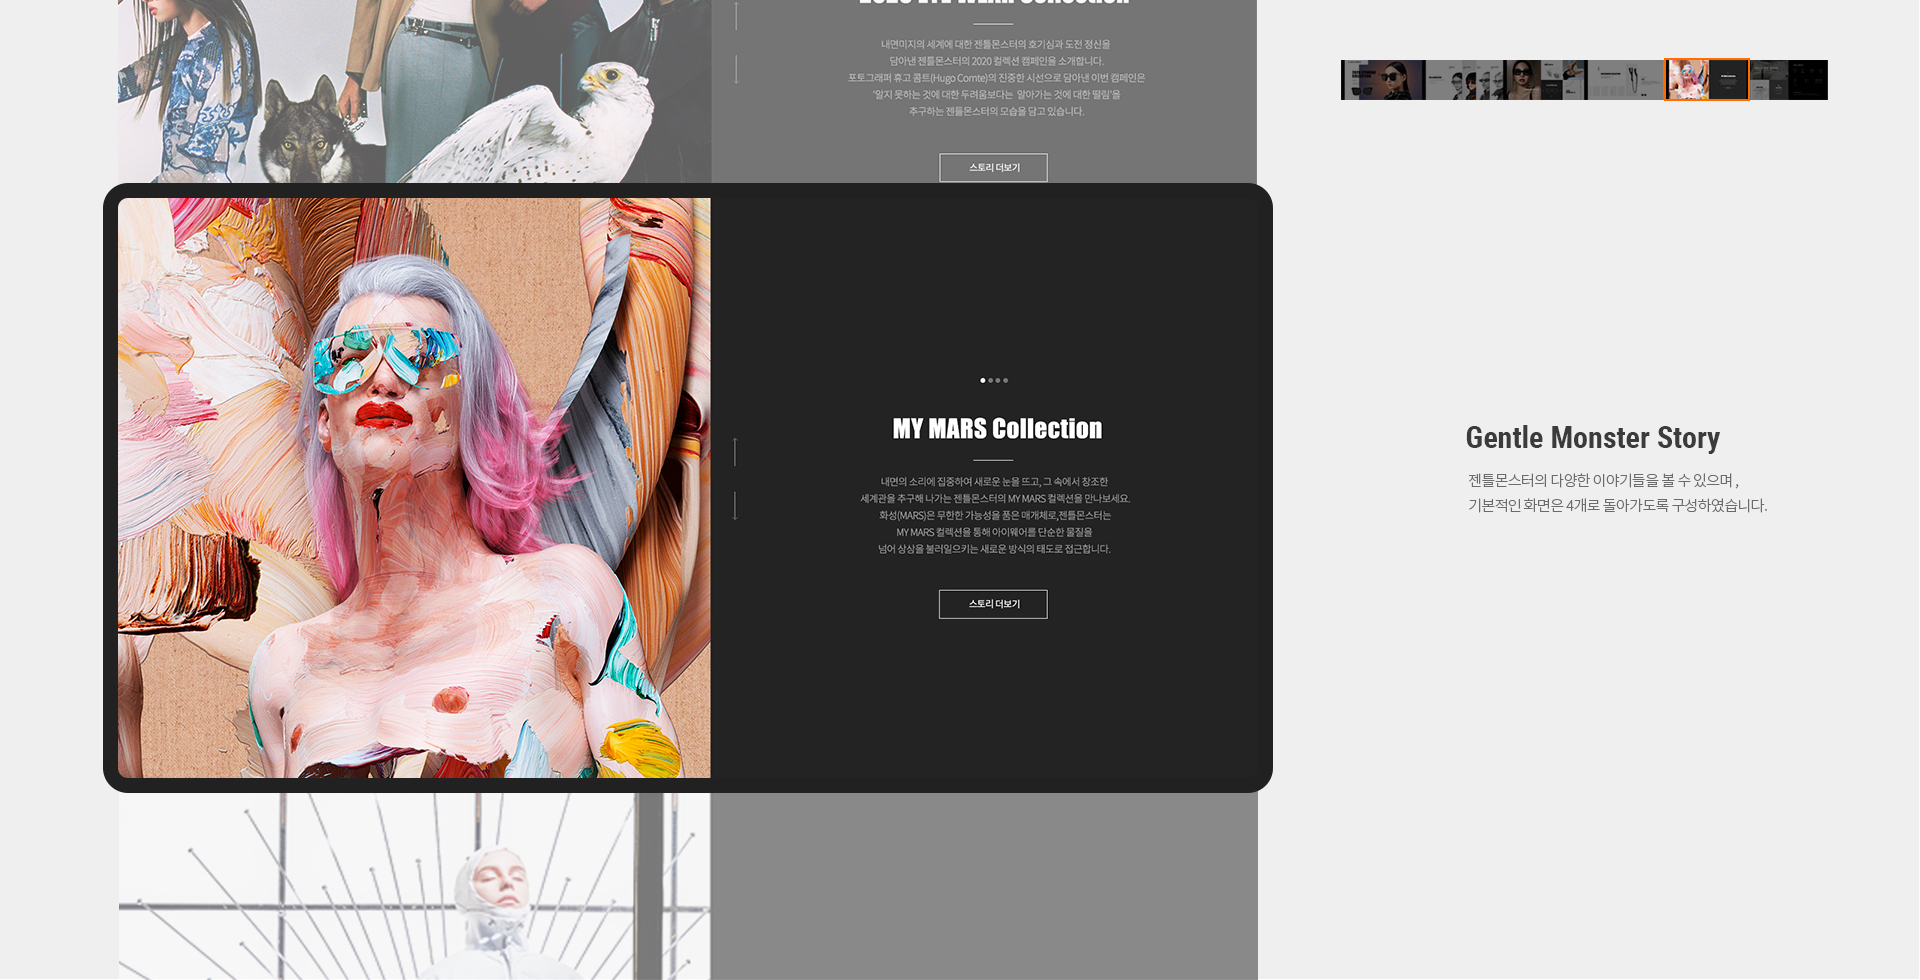 2020 EYE WEAR Collection
내면미지의 세계에 대한 젠틀몬스터의 호기심과 도전 정신을
담아낸 젠틀몬스터의 2020 컬렉션 캠페인을 소개합니다.
포토그래퍼 휴고 콤트(Hugo Comte)의 진중한 시선으로 담아낸 이번 캠페인은
'알지 못하는 것에 대한 두려움보다는 알아가는 것에 대한 떨림'을
추구하는 젠틀몬스터의 모습을 담고 있습니다.
스토리 더보기
MY MARS Collection
내면의 소리에 집중하여 새로운 눈을 뜨고, 그 속에서 창조한
세계관을 추구해 나가는 젠틀몬스터의 MY MARS 컬렉션을 만나보세요.
화성(MARS)은 무한한 가능성을 품은 매개체로,젠틀몬스터는
MY MARS 컬렉션을 통해 아이웨어를 단순한 물질을
넘어 상상을 불러일으키는 새로운 방식의 태도로 접근합니다.
스토리 더보기
Gentle Monster Story
젠틀몬스터의 다양한 이야기들을 볼 수 있으며,
기본적인 화면은 4개로 돌아가도록 구성하였습니다.